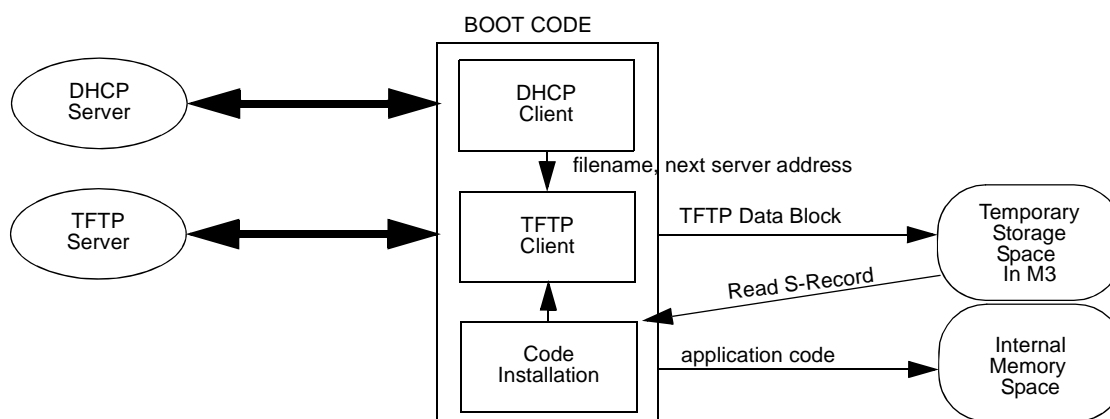 BOOT CODE
DHCP
Server
DHCP
Client
filename, next server address
TFTP
Server
TFTP
Client
TFTP Data Block
Temporary
Storage
Space
In M3
Read S-Record
Code
Installation
application code
Internal
Memory
Space